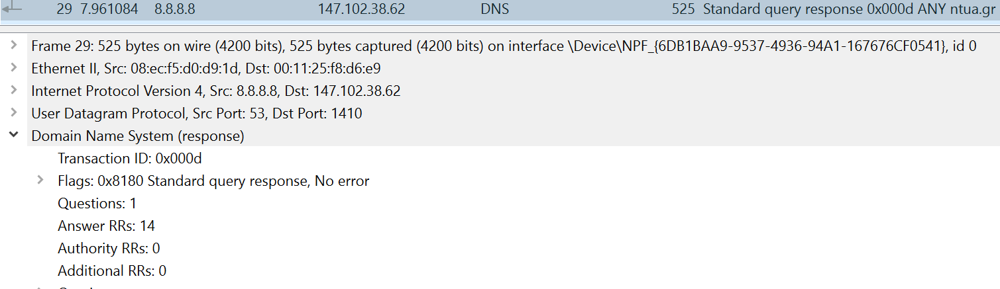 29 7.961084 8.8.8.8 147.102.38.62 DNS 525 Standard query response 0x000d ANY ntua.gr
Frame 29: 525 bytes on wire (4200 bits), 525 bytes captured (4200 bits) on interface \Device\NPF_{6DB1BAA9-9537-4936-94A1-167676CF0541}, id 0
Ethernet II, Src: 08:ec:f5:d0:d9:1d, Dst: 00:11:25:f8:d6:e9
Internet Protocol Version 4, Src: 8.8.8.8, Dst: 147.102.38.62
User Datagram Protocol, Src Port: 53, Dst Port: 1410
Domain Name System (response)
Transaction ID: 0x000d
Flags: 0x8180 Standard query response, No error
Questions: 1
Answer RRs: 14
Authority RRs: 0
Additional RRs: 0